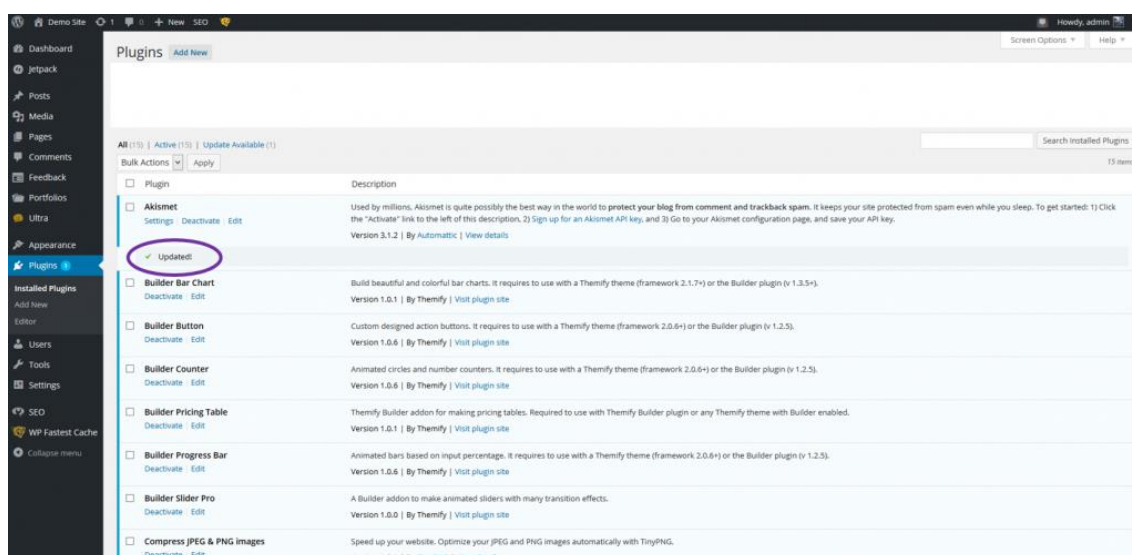 Demo Site 1 0 + New SEO
Howdy, admin
Screen Options Help
Dashboard
Jetpack
Posts
Media
Pages
Comments
Feedback
Portfolios
Ultra
Appearance
Plugins 1
Installed Plugins
Add New
Editor
Users
Tools
Settings
SEO
WP Fastest Cache
Collapse menu
Plugins Add New
All (15) | Active (15) | Update Available (1)
Search Installed Plugins
Bulk Actions Apply
15 items
Plugin Description
Akismet
Settings | Deactivate | Edit
Used by millions, Akismet is quite possibly the best way in the world to protect your blog from comment and trackback spam. It keeps your site protected from spam even while you sleep. To get started: 1) Click
the "Activate" link to the left of this description, 2) Sign up for an Akismet API key, and 3) Go to your Akismet configuration page, and save your API key.
Version 3.1.2 | By Automattic | View details
Updated!
Builder Bar Chart
Deactivate | Edit
Build beautiful and colorful bar charts. It requires to use with a Themify theme (framework 2.1.7+) or the Builder plugin (v 1.3.5+).
Version 1.0.1 | By Themify | Visit plugin site
Builder Button
Deactivate | Edit
Custom designed action buttons. It requires to use with a Themify theme (framework 2.0.6+) or the Builder plugin (v 1.2.5).
Version 1.0.6 | By Themify | Visit plugin site
Builder Counter
Deactivate | Edit
Animated circles and number counters. It requires to use with a Themify theme (framework 2.0.6+) or the Builder plugin (v 1.2.5).
Version 1.0.6 | By Themify | Visit plugin site
Builder Pricing Table
Deactivate | Edit
Themify Builder addon for making pricing tables. Required to use with Themify Builder plugin or any Themify theme with Builder enabled.
Version 1.0.1 | By Themify | Visit plugin site
Builder Progress Bar
Deactivate | Edit
Animated bars based on input percentage. It requires to use with a Themify theme (framework 2.0.6+) or the Builder plugin (v 1.2.5).
Version 1.0.6 | By Themify | Visit plugin site
Builder Slider Pro
Deactivate | Edit
A Builder addon to make animated sliders with many transition effects.
Version 1.0.0 | By Themify | Visit plugin site
Compress JPEG & PNG images
Deactivate | Edit
Speed up your website. Optimize your JPEG and PNG images automatically with TinyPNG.